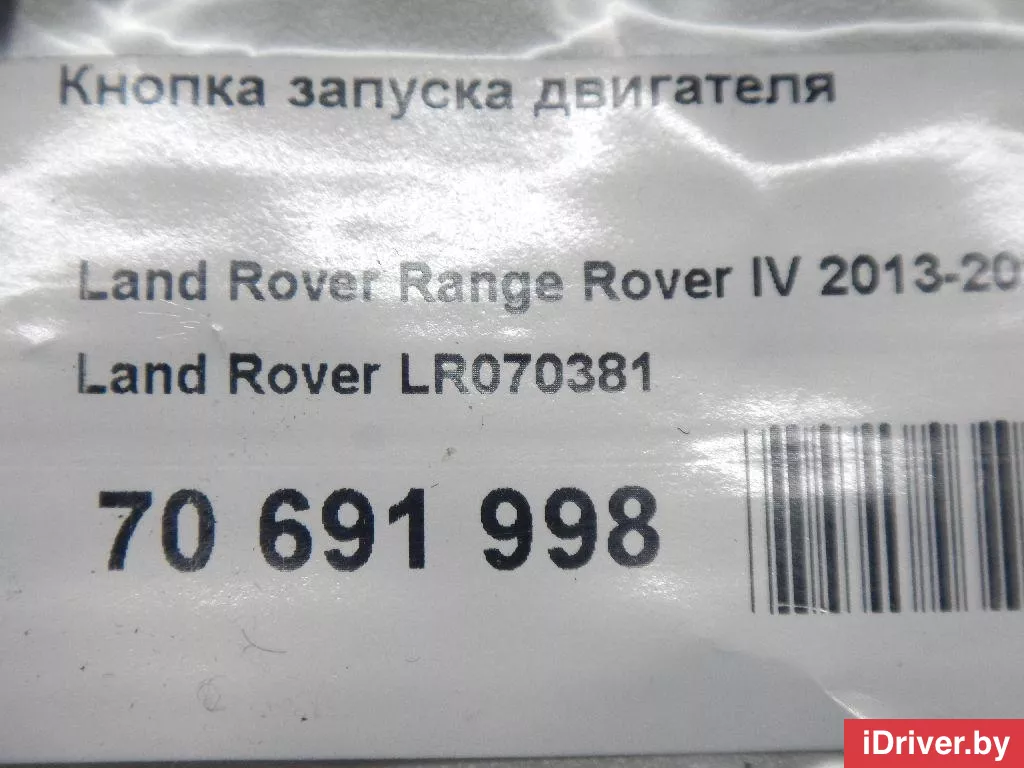 Кнопка запуска двигателя
Land Rover Range Rover IV 2013-20
Land Rover LR070381
70 691 998
iDriver.by